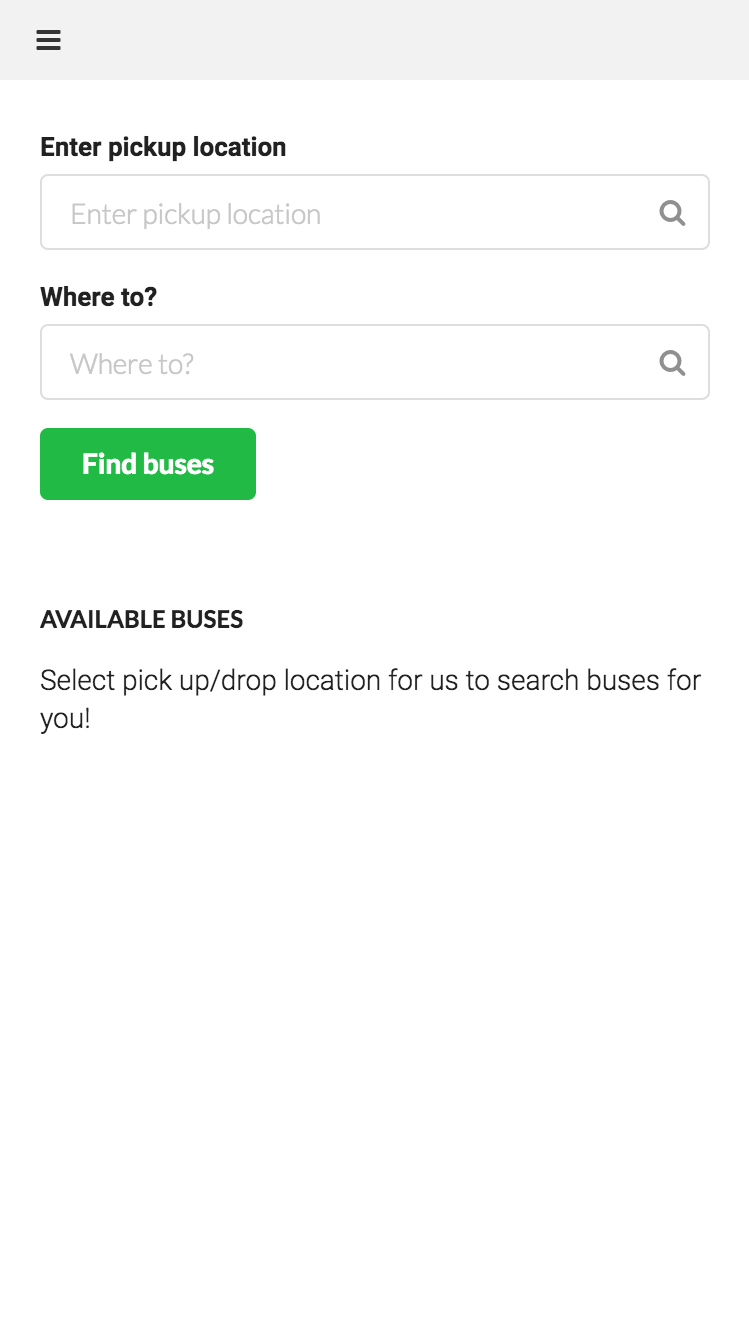 Enter pickup location
Enter pickup location
Where to?
Where to?
Find buses
AVAILABLE BUSES
Select pick up/drop location for us to search buses for
you!